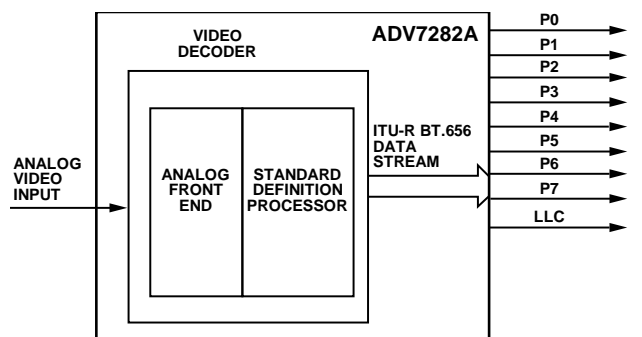 VIDEO
DECODER
ADV7282A
ANALOG
VIDEO
INPUT
ANALOG
FRONT
END
STANDARD
DEFINITION
PROCESSOR
ITU-R BT.656
DATA
STREAM
P0
P1
P2
P3
P4
P5
P6
P7
LLC